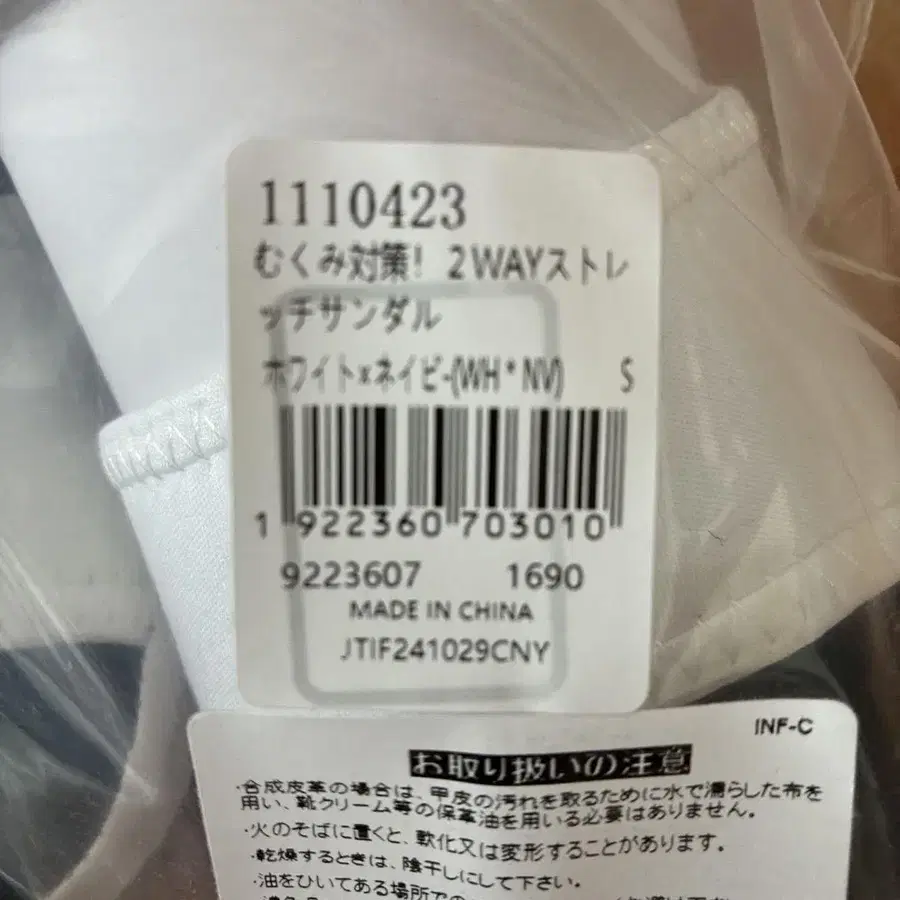 1110423
むくみ対策! 2WAYストレ
ッチサンダル
ホワイト×ネイビー(WH*NV) S
1 922360 703010
9223607 1690
MADE IN CHINA
JTIF241029CNY
INF-C
お取り扱いの注意
・合成皮革の場合は、甲皮の汚れを取るために水で濡らした布を
用い、靴クリーム等の保革油を用いる必要はありません。
・火のそばに置くと、軟化又は変形することがあります。
・乾燥するときは、陰干しにして下さい。
・油をひいてある場所での